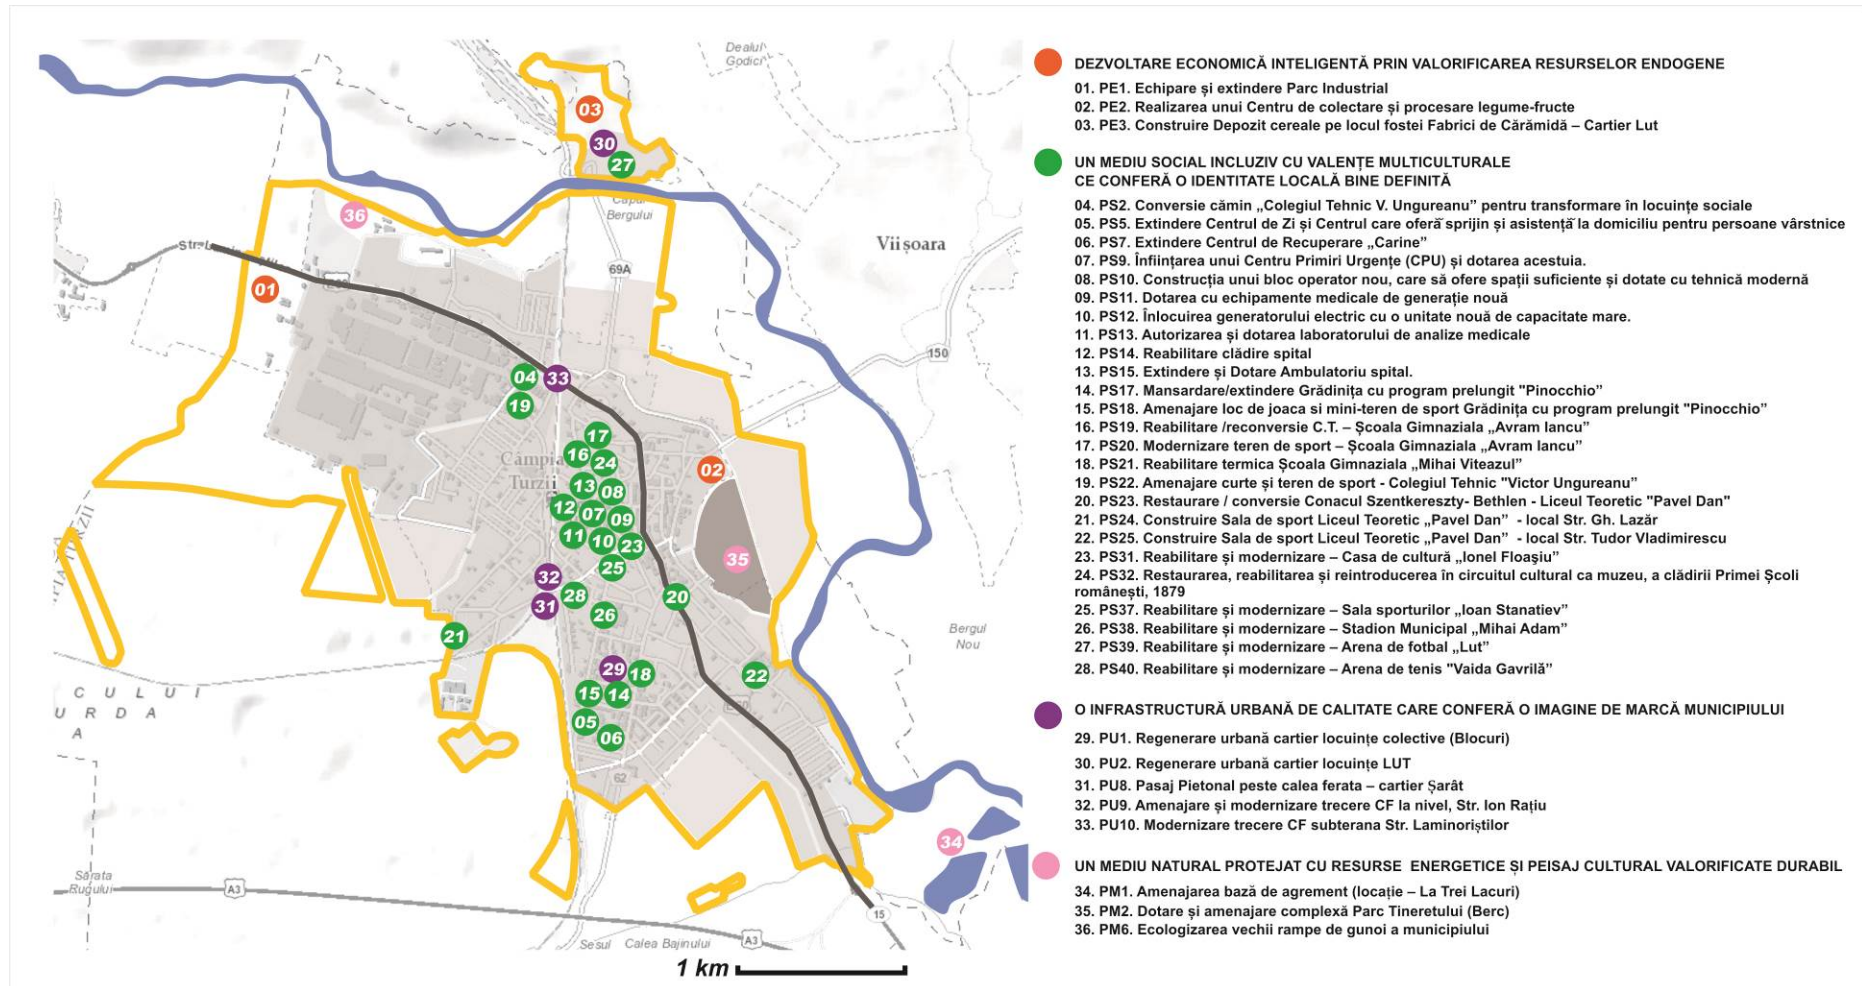 Dealul
Godici
03
30
27
Capul
Bergului
36
Viișoara
69A
01
150
04
33
19
17
16
24
Câmpia
Turzii
02
13
08
12
07
09
11
10
23
35
25
32
28
20
31
26
21
Bergul
Nou
29
18
22
15
14
C U L U I
U R D A
A
05
06
62
34
Sărata
Rugului
A3
15
Sesul
Calea Bajinului
A3
1 km
DEZVOLTARE ECONOMICĂ INTELIGENTĂ PRIN VALORIFICAREA RESURSELOR ENDOGENE
01. PE1. Echipare și extindere Parc Industrial
02. PE2. Realizarea unui Centru de colectare și procesare legume-fructe
03. PE3. Construire Depozit cereale pe locul fostei Fabrici de Cărămidă – Cartier Lut
UN MEDIU SOCIAL INCLUZIV CU VALENȚE MULTICULTURALE
CE CONFERĂ O IDENTITATE LOCALĂ BINE DEFINITĂ
04. PS2. Conversie cămin „Colegiul Tehnic V. Ungureanu” pentru transformare în locuințe sociale
05. PS5. Extindere Centrul de Zi și Centrul care oferă sprijin și asistență la domiciliu pentru persoane vârstnice
06. PS7. Extindere Centrul de Recuperare „Carine”
07. PS9. Înființarea unui Centru Primiri Urgențe (CPU) și dotarea acestuia.
08. PS10. Construcția unui bloc operator nou, care să ofere spații suficiente și dotate cu tehnică modernă
09. PS11. Dotarea cu echipamente medicale de generație nouă
10. PS12. Înlocuirea generatorului electric cu o unitate nouă de capacitate mare.
11. PS13. Autorizarea și dotarea laboratorului de analize medicale
12. PS14. Reabilitare clădire spital
13. PS15. Extindere și Dotare Ambulatoriu spital.
14. PS17. Mansardare/extindere Grădinița cu program prelungit "Pinocchio”
15. PS18. Amenajare loc de joaca si mini-teren de sport Grădinița cu program prelungit "Pinocchio”
16. PS19. Reabilitare /reconversie C.T. – Școala Gimnaziala „Avram Iancu”
17. PS20. Modernizare teren de sport – Școala Gimnaziala „Avram Iancu”
18. PS21. Reabilitare termica Școala Gimnaziala „Mihai Viteazul”
19. PS22. Amenajare curte și teren de sport - Colegiul Tehnic "Victor Ungureanu”
20. PS23. Restaurare / conversie Conacul Szentkereszty- Bethlen - Liceul Teoretic "Pavel Dan"
21. PS24. Construire Sala de sport Liceul Teoretic „Pavel Dan” - local Str. Gh. Lazăr
22. PS25. Construire Sala de sport Liceul Teoretic „Pavel Dan” - local Str. Tudor Vladimirescu
23. PS31. Reabilitare și modernizare – Casa de cultură „Ionel Floașiu”
24. PS32. Restaurarea, reabilitarea și reintroducerea în circuitul cultural ca muzeu, a clădirii Primei Școli
românești, 1879
25. PS37. Reabilitare și modernizare – Sala sporturilor „Ioan Stanatiev”
26. PS38. Reabilitare și modernizare – Stadion Municipal „Mihai Adam”
27. PS39. Reabilitare și modernizare – Arena de fotbal „Lut”
28. PS40. Reabilitare și modernizare – Arena de tenis "Vaida Gavrilă”
O INFRASTRUCTURĂ URBANĂ DE CALITATE CARE CONFERĂ O IMAGINE DE MARCĂ MUNICIPIULUI
29. PU1. Regenerare urbană cartier locuințe colective (Blocuri)
30. PU2. Regenerare urbană cartier locuințe LUT
31. PU8. Pasaj Pietonal peste calea ferata – cartier Șarât
32. PU9. Amenajare și modernizare trecere CF la nivel, Str. Ion Rațiu
33. PU10. Modernizare trecere CF subterana Str. Laminoriștilor
UN MEDIU NATURAL PROTEJAT CU RESURSE ENERGETICE ȘI PEISAJ CULTURAL VALORIFICATE DURABIL
34. PM1. Amenajarea bază de agrement (locație – La Trei Lacuri)
35. PM2. Dotare și amenajare complexă Parc Tineretului (Berc)
36. PM6. Ecologizarea vechii rampe de gunoi a municipiului